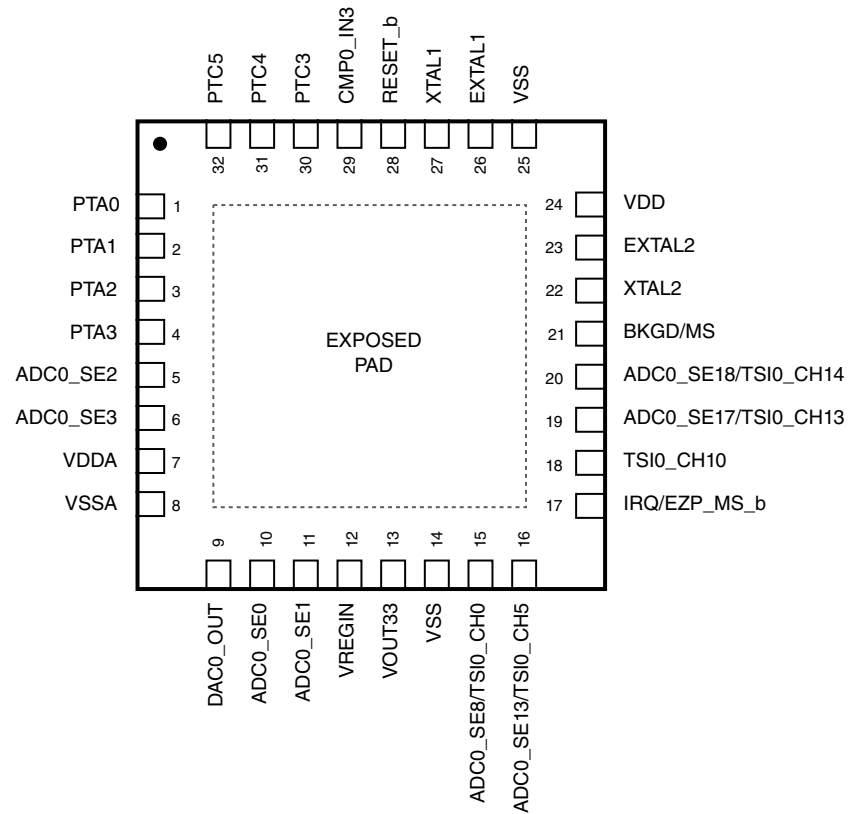 PTC5
PTC4
PTC3
CMP0_IN3
RESET_b
XTAL1
EXTAL1
VSS
32
31
30
29
28
27
26
25
PTA0 1
PTA1 2
PTA2 3
PTA3 4
ADC0_SE2 5
ADC0_SE3 6
VDDA 7
VSSA 8
EXPOSED
PAD
24 VDD
23 EXTAL2
22 XTAL2
21 BKGD/MS
20 ADC0_SE18/TSI0_CH14
19 ADC0_SE17/TSI0_CH13
18 TSI0_CH10
17 IRQ/EZP_MS_b
9
10
11
12
13
14
15
16
DAC0_OUT
ADC0_SE0
ADC0_SE1
VREGIN
VOUT33
VSS
ADC0_SE8/TSI0_CH0
ADC0_SE13/TSI0_CH5